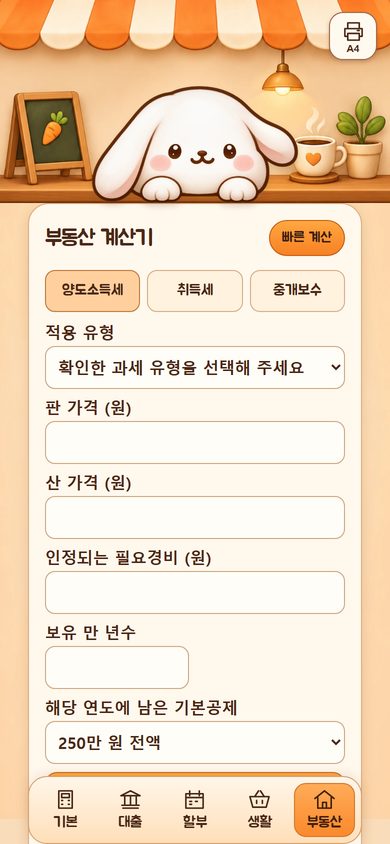 A4
부동산 계산기
빠른 계산
양도소득세
취득세
중개보수
적용 유형
확인한 과세 유형을 선택해 주세요
판 가격 (원)
산 가격 (원)
인정되는 필요경비 (원)
보유 만 년수
해당 연도에 남은 기본공제
250만 원 전액
기본
대출
할부
생활
부동산